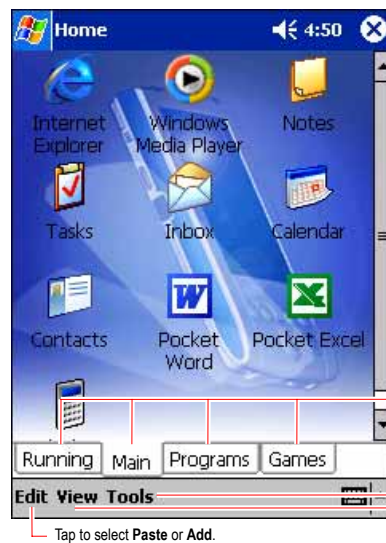 Home 4:50
Internet Explorer
Windows Media Player
Notes
Tasks
Inbox
Calendar
Contacts
Pocket Word
Pocket Excel
Running Main Programs Games
Edit View Tools
Tap to select Paste or Add.